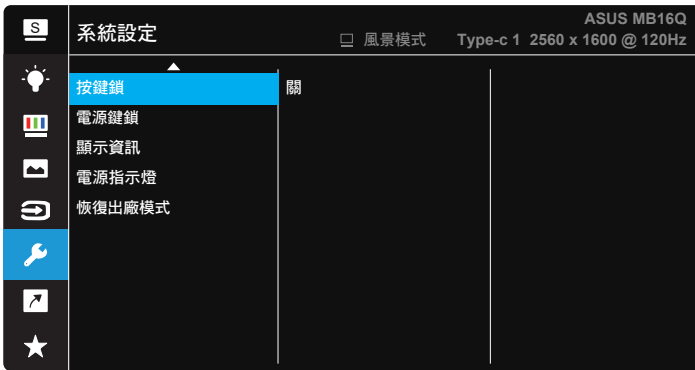 S
系統設定
ASUS MB16Q
風景模式 Type-c 1 2560 x 1600 @ 120Hz
按鍵鎖 關
電源鍵鎖
顯示資訊
電源指示燈
恢復出廠模式